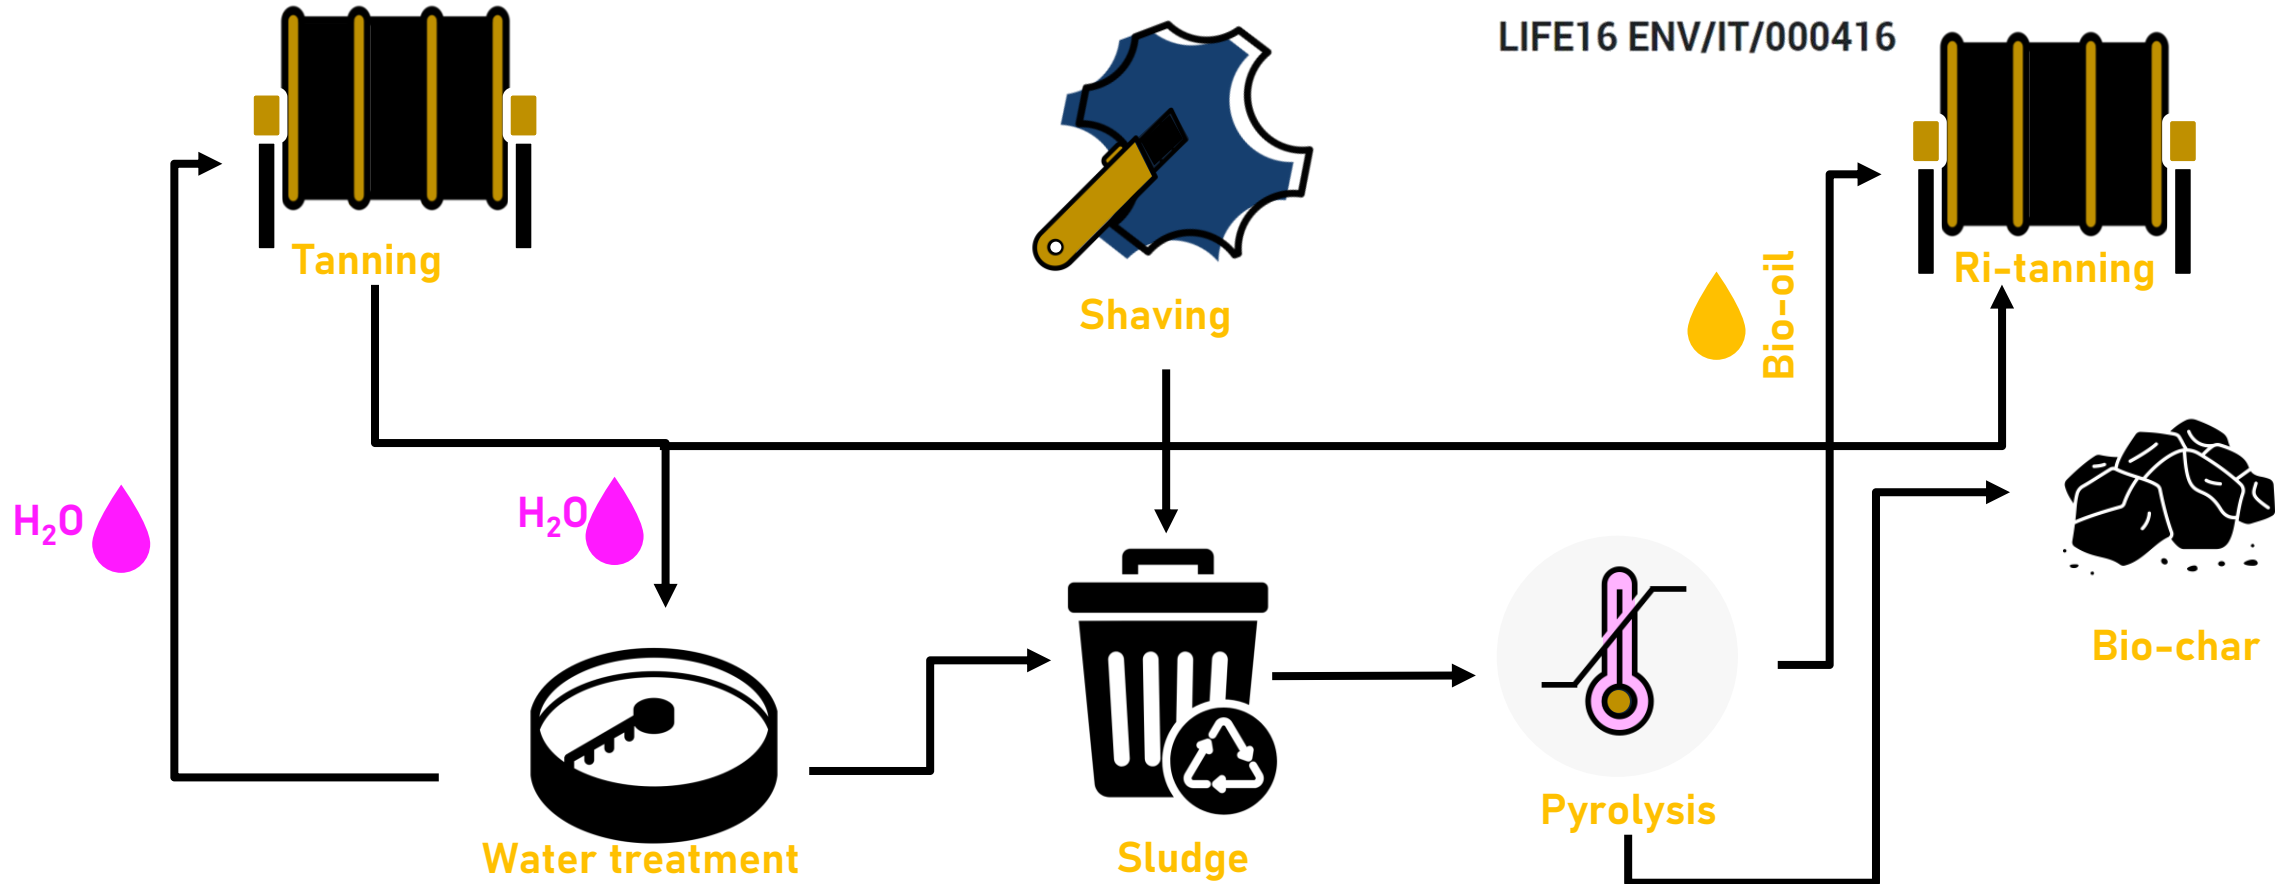 LIFE16 ENV/IT/000416
Tanning
Shaving
Bio-oil
Ri-tanning
H₂O
H₂O
Bio-char
Pyrolysis
Water treatment
Sludge